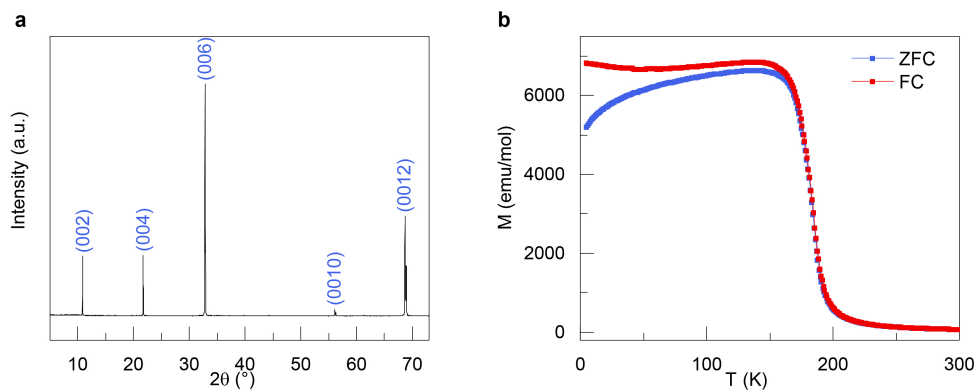 a
Intensity (a.u.)
(002)
(004)
(006)
(0010)
(0012)
10 20 30 40 50 60 70
2θ (°)
b
M (emu/mol)
6000
4000
2000
0
ZFC
FC
0 100 200 300
T (K)